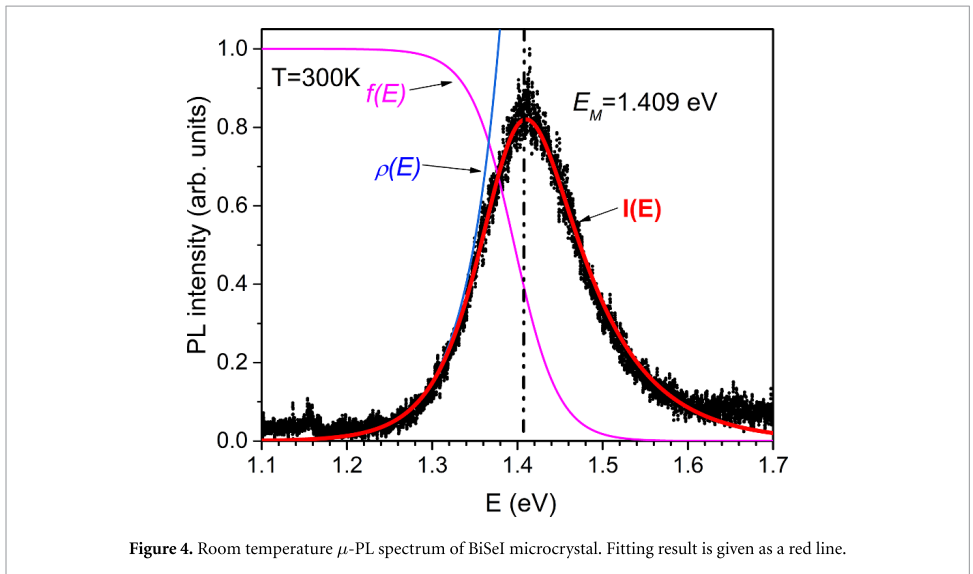 T=300K
f(E)
E_M=1.409 eV
ρ(E)
I(E)
PL intensity (arb. units)
1.0
0.8
0.6
0.4
0.2
0.0
1.1 1.2 1.3 1.4 1.5 1.6 1.7
E (eV)
Figure 4. Room temperature μ-PL spectrum of BiSeI microcrystal. Fitting result is given as a red line.